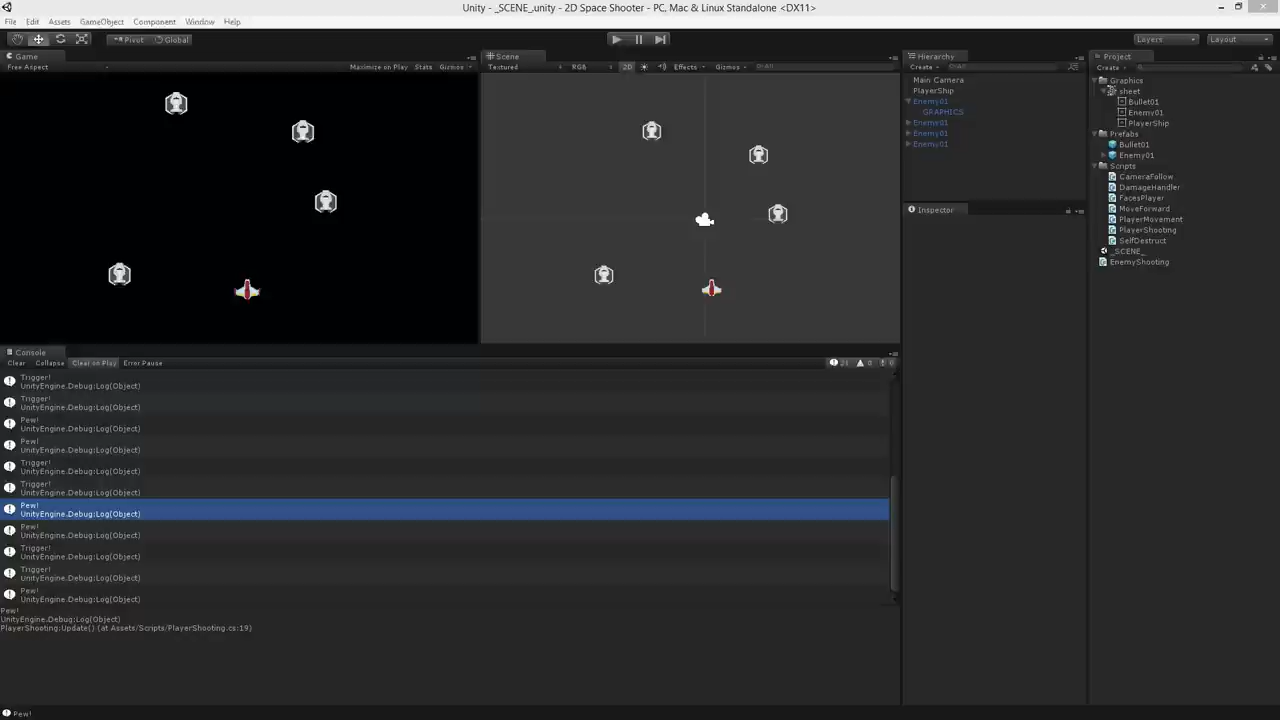 Unity - _SCENE_unity - 2D Space Shooter - PC, Mac & Linux Standalone <DX11>
File Edit Assets GameObject Component Window Help
Pivot Global Layers Layout
Game Scene Hierarchy Project
Free Aspect Maximize on Play Stats Gizmos Textured RGB 2D Effects Gizmos Create Create
Main Camera
PlayerShip
Enemy01
GRAPHICS
Enemy01
Enemy01
Enemy01
Inspector
Graphics
sheet
Bullet01
Enemy01
PlayerShip
Prefabs
Bullet01
Enemy01
Scripts
CameraFollow
DamageHandler
FacesPlayer
MoveForward
PlayerMovement
PlayerShooting
SelfDestruct
_SCENE_
EnemyShooting
Console
Clear Collapse Clear on Play Error Pause 21 0 0
Trigger!
UnityEngine.Debug:Log(Object)
Trigger!
UnityEngine.Debug:Log(Object)
Pew!
UnityEngine.Debug:Log(Object)
Pew!
UnityEngine.Debug:Log(Object)
Trigger!
UnityEngine.Debug:Log(Object)
Trigger!
UnityEngine.Debug:Log(Object)
Pew!
UnityEngine.Debug:Log(Object)
Pew!
UnityEngine.Debug:Log(Object)
Trigger!
UnityEngine.Debug:Log(Object)
Trigger!
UnityEngine.Debug:Log(Object)
Pew!
UnityEngine.Debug:Log(Object)
Pew!
UnityEngine.Debug:Log(Object)
PlayerShooting:Update() (at Assets/Scripts/PlayerShooting.cs:19)
Pew!